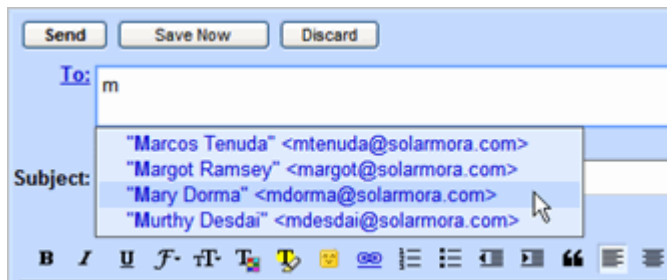 Send Save Now Discard
To: m
"Marcos Tenuda" <mtenuda@solarmora.com>
"Margot Ramsey" <margot@solarmora.com>
Subject:
"Mary Dorma" <mdorma@solarmora.com>
"Murthy Desdai" <mdesdai@solarmora.com>
B I U F T T T